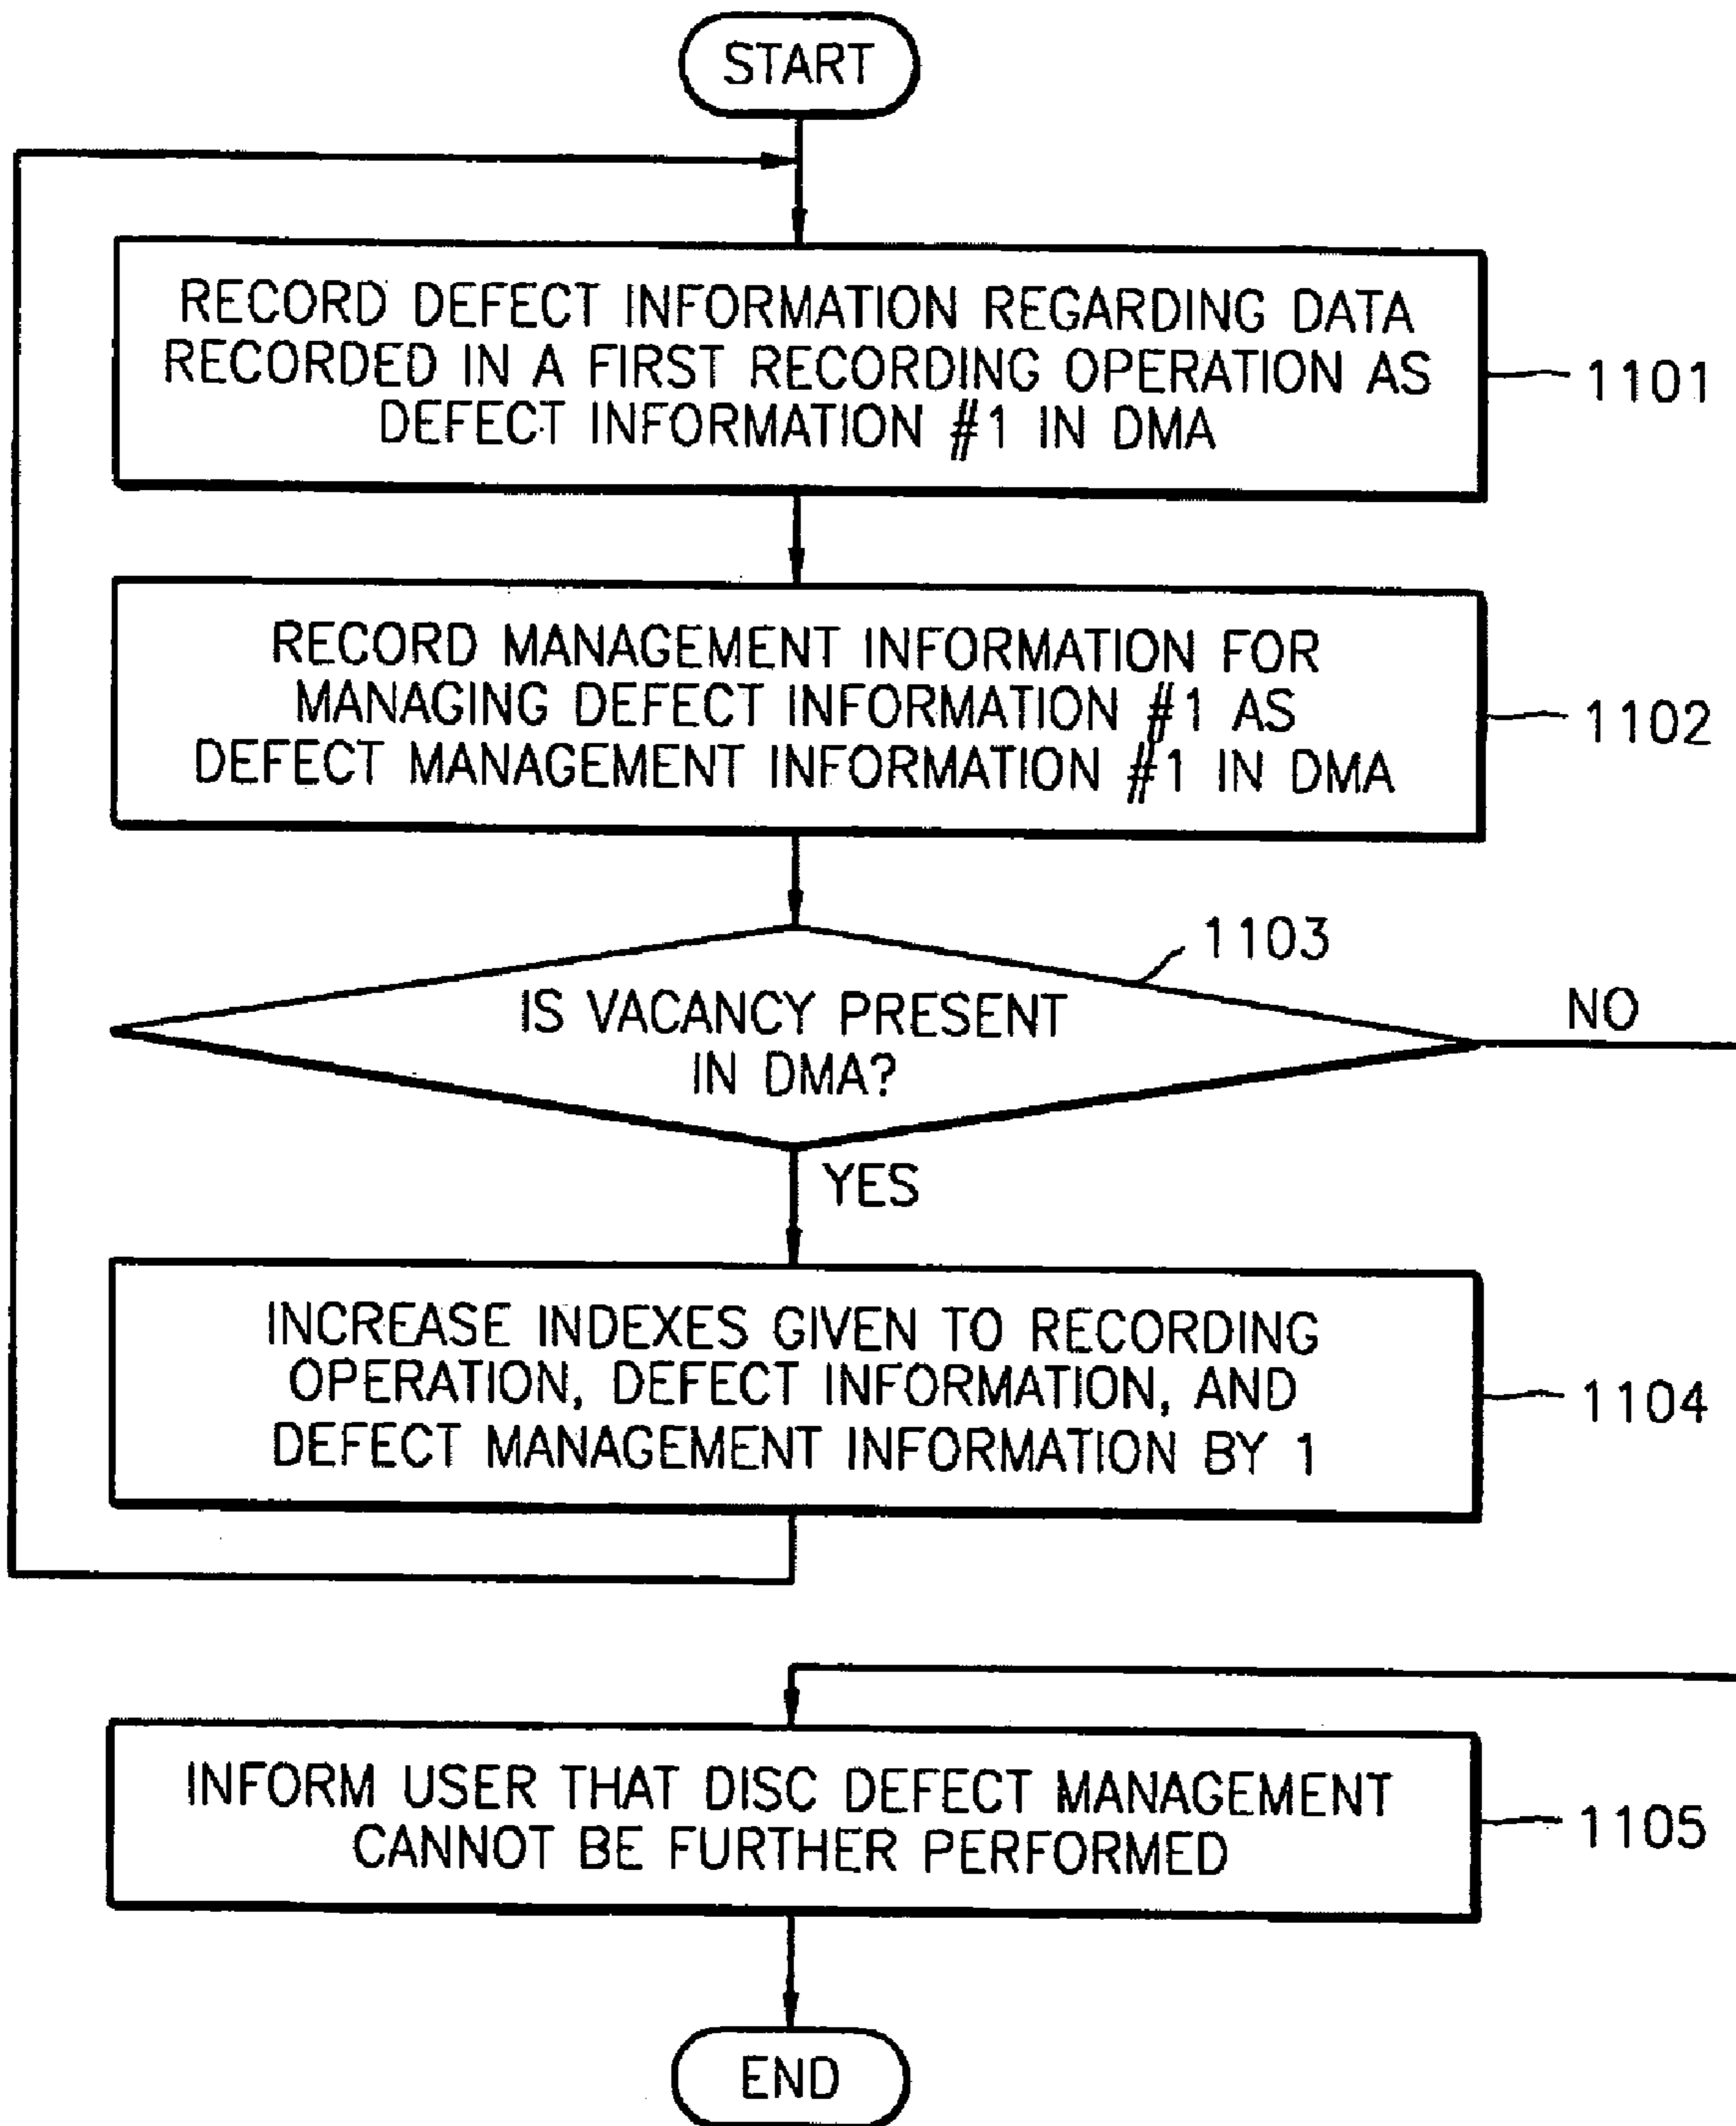 START
RECORD DEFECT INFORMATION REGARDING DATA
RECORDED IN A FIRST RECORDING OPERATION AS
DEFECT INFORMATION #1 IN DMA
1101
RECORD MANAGEMENT INFORMATION FOR
MANAGING DEFECT INFORMATION #1 AS
DEFECT MANAGEMENT INFORMATION #1 IN DMA
1102
1103
IS VACANCY PRESENT
IN DMA?
NO
YES
INCREASE INDEXES GIVEN TO RECORDING
OPERATION, DEFECT INFORMATION, AND
DEFECT MANAGEMENT INFORMATION BY 1
1104
INFORM USER THAT DISC DEFECT MANAGEMENT
CANNOT BE FURTHER PERFORMED
1105
END